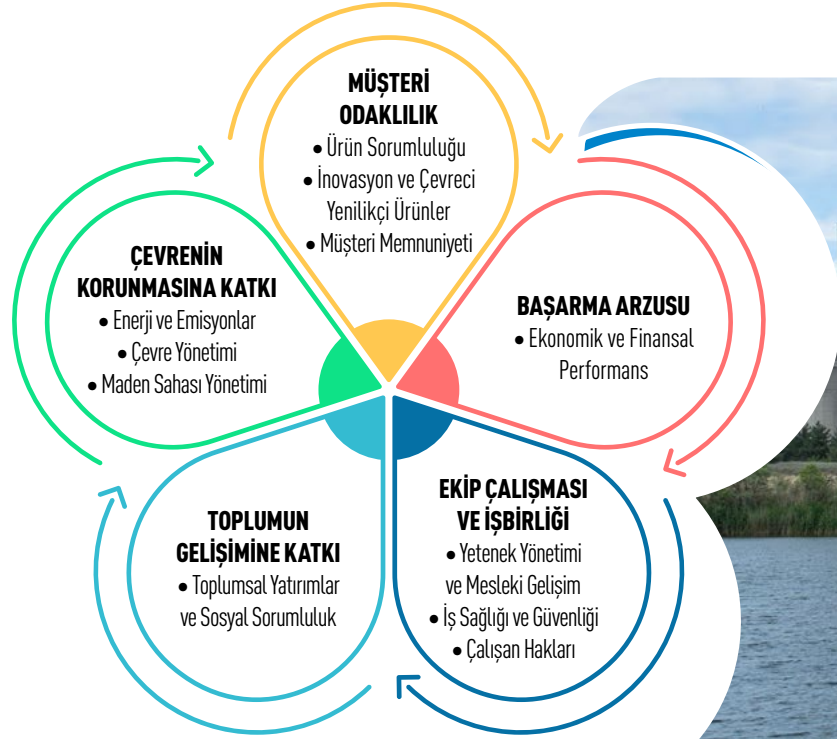 MÜŞTERİ
ODAKLILIK
• Ürün Sorumluluğu
• İnovasyon ve Çevreci
Yenilikçi Ürünler
• Müşteri Memnuniyeti
BAŞARMA ARZUSU
• Ekonomik ve Finansal
Performans
EKİP ÇALIŞMASI
VE İŞBİRLİĞİ
• Yetenek Yönetimi
ve Mesleki Gelişim
• İş Sağlığı ve Güvenliği
• Çalışan Hakları
TOPLUMUN
GELİŞİMİNE KATKI
• Toplumsal Yatırımlar
ve Sosyal Sorumluluk
ÇEVRENİN
KORUNMASINA KATKI
• Enerji ve Emisyonlar
• Çevre Yönetimi
• Maden Sahası Yönetimi